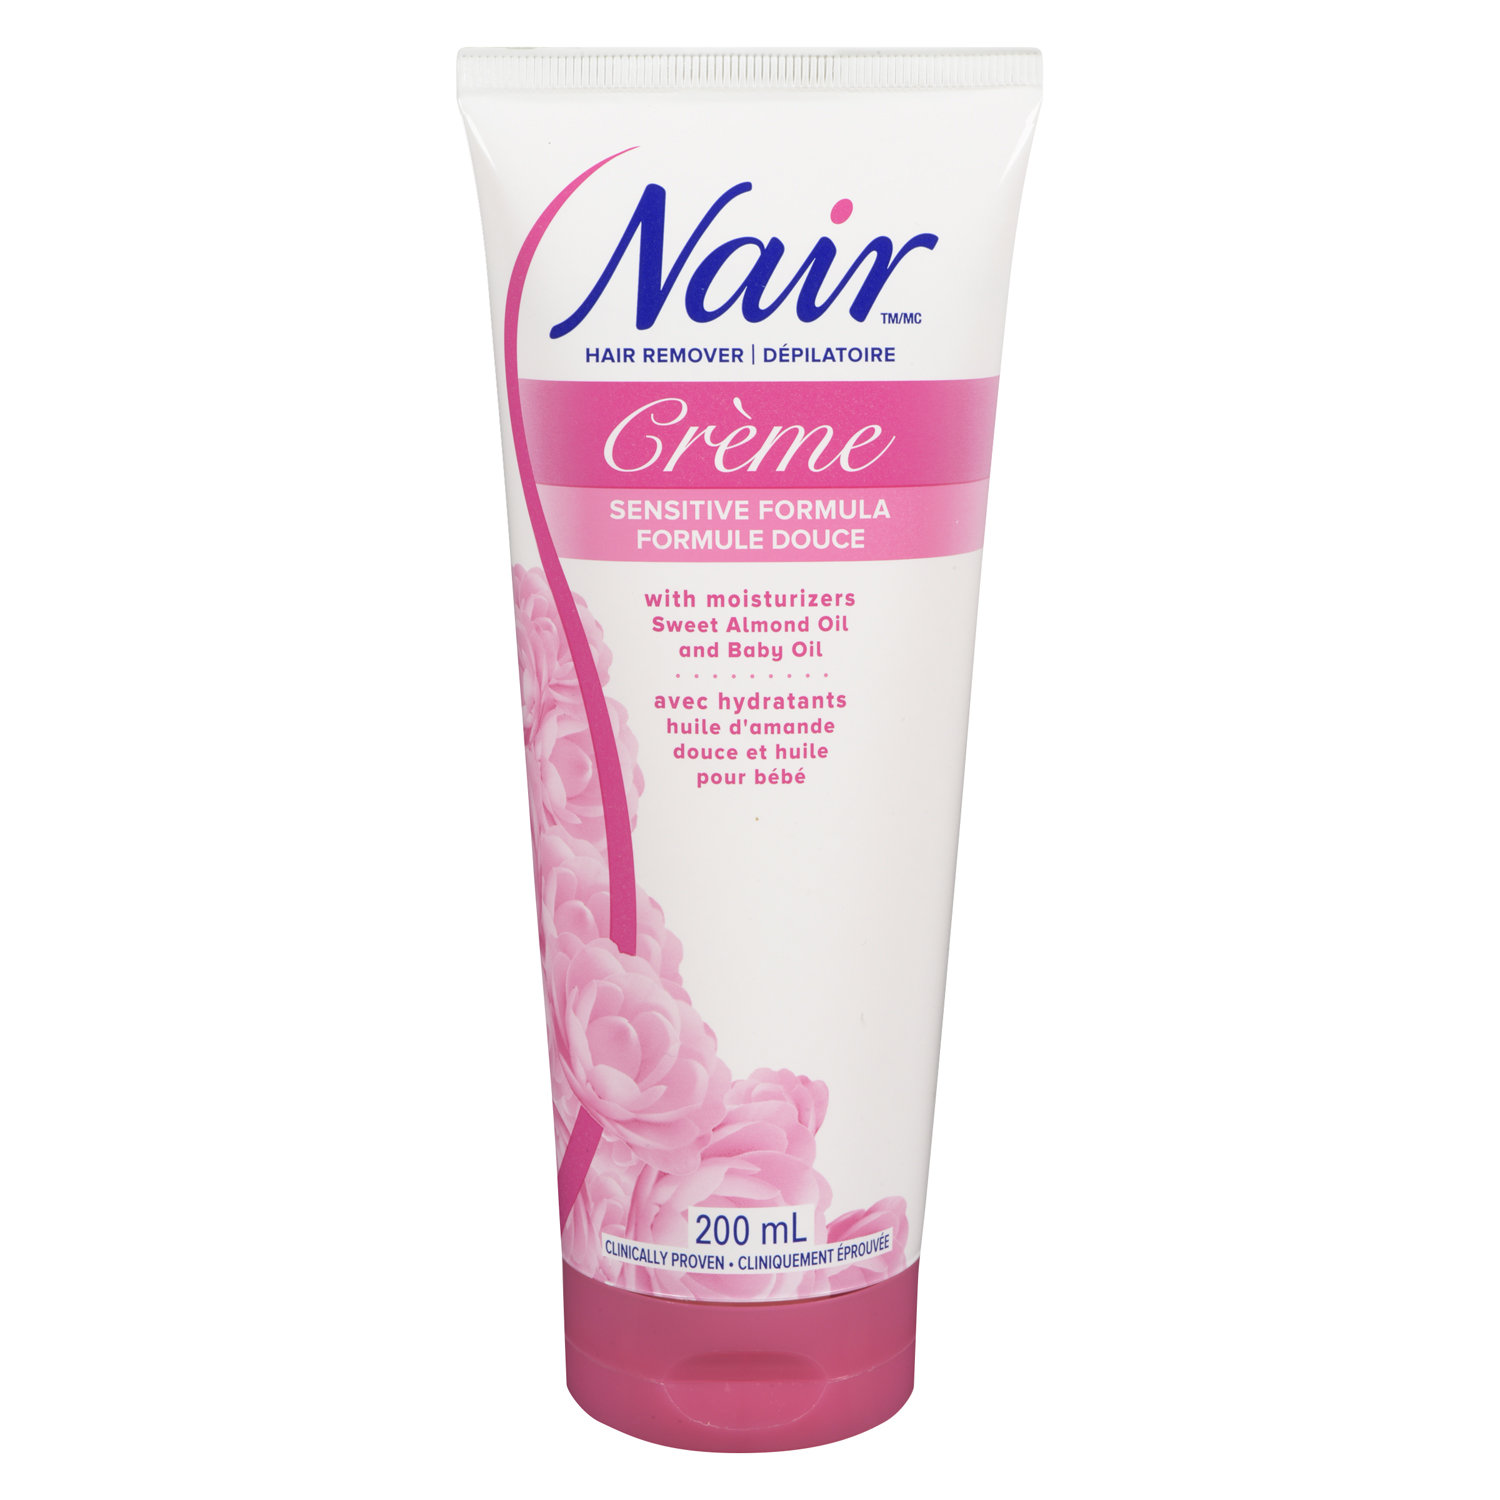 Nair
TM/MC
HAIR REMOVER | DÉPILATOIRE
Crème
SENSITIVE FORMULA
FORMULE DOUCE
with moisturizers
Sweet Almond Oil
and Baby Oil
avec hydratants
huile d'amande
douce et huile
pour bébé
200 mL
CLINICALLY PROVEN • CLINIQUEMENT ÉPROUVÉE